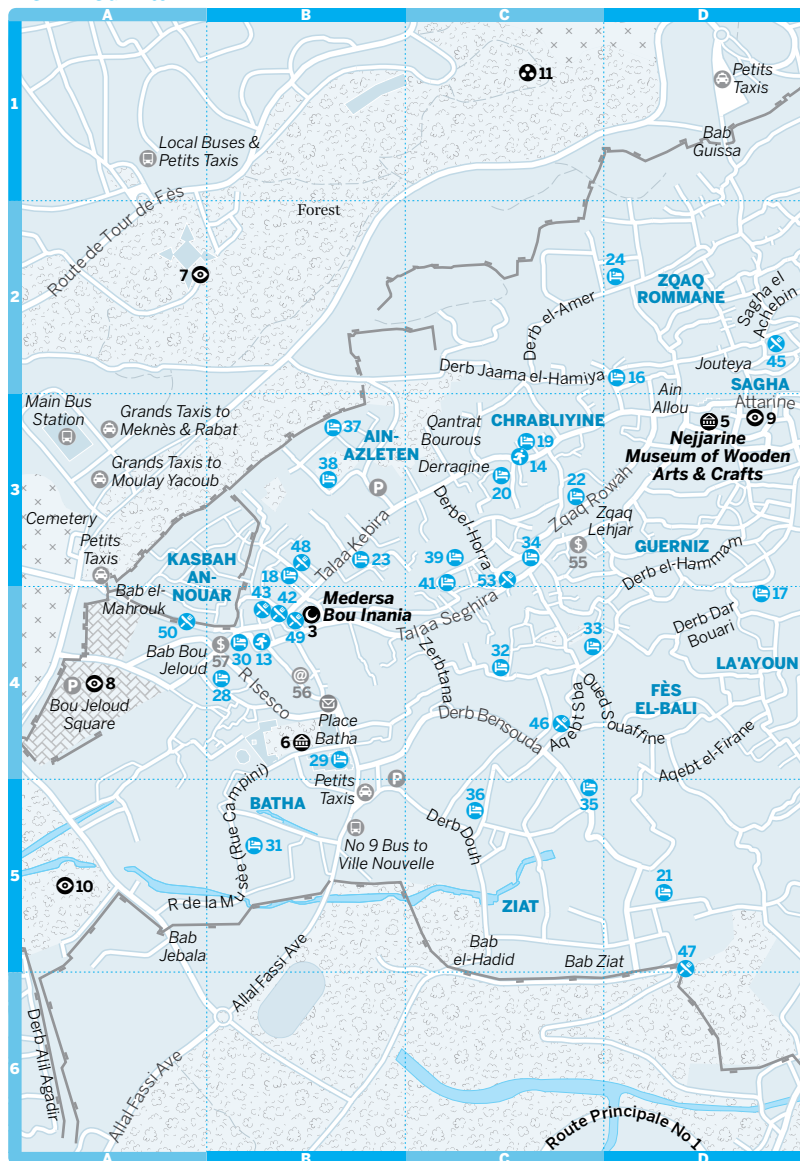 A
B
C
D
1
11
Petits
Taxis
Local Buses &
Petits Taxis
Bab
Guissa
Route de Tour de Fès
Forest
24
ZQAQ
ROMMANE
7
2
Derb el-Amer
Sagha el
Achebin
45
Derb Jaama el-Hamiya
16
Jouteya
SAGHA
Ain
Allou
Attarine
Main Bus
Station
Grands Taxis to
Meknès & Rabat
37
AIN-
AZLETEN
Qantrat
Bourous
CHRABLIYINE
19
5
9
Nejjarine
Museum of Wooden
Arts & Crafts
Grands Taxis to
Moulay Yacoub
38
Derraqine
14
20
22
3
P
Zqaq Rowah
Derb el-Horra
Zqaq
Lehjar
Cemetery
Petits
Taxis
KASBAH
AN-
NOUAR
48
Talaa Kebira
34
$
55
GUERNIZ
Derb el-Hammam
18
23
39
41
53
17
Bab el-
Mahrouk
43
42
Medersa
Bou Inania
3
49
50
Talaa Seghira
Derb Dar
Bouari
33
Bab Bou
Jeloud
$
57
30
13
Zerbtana
32
LA'AYOUN
P
8
28
@
56
R Isesco
4
Bou Jeloud
Square
FÈS
EL-BALI
Oued Souaffine
Place
Batha
Derb Bensouda
46
Aqebt Sba
6
29
Aqebt el-Firane
Petits
Taxis
P
36
35
BATHA
Derb Douh
No 9 Bus to
Ville Nouvelle
31
5
10
21
R de la Musée (Rue Campini)
ZIAT
Bab
Jebala
Bab
el-Hadid
Bab Ziat
47
Allal Fassi Ave
Derb Alil Agadir
6
Allal Fassi Ave
Route Principale No 1
A
B
C
D